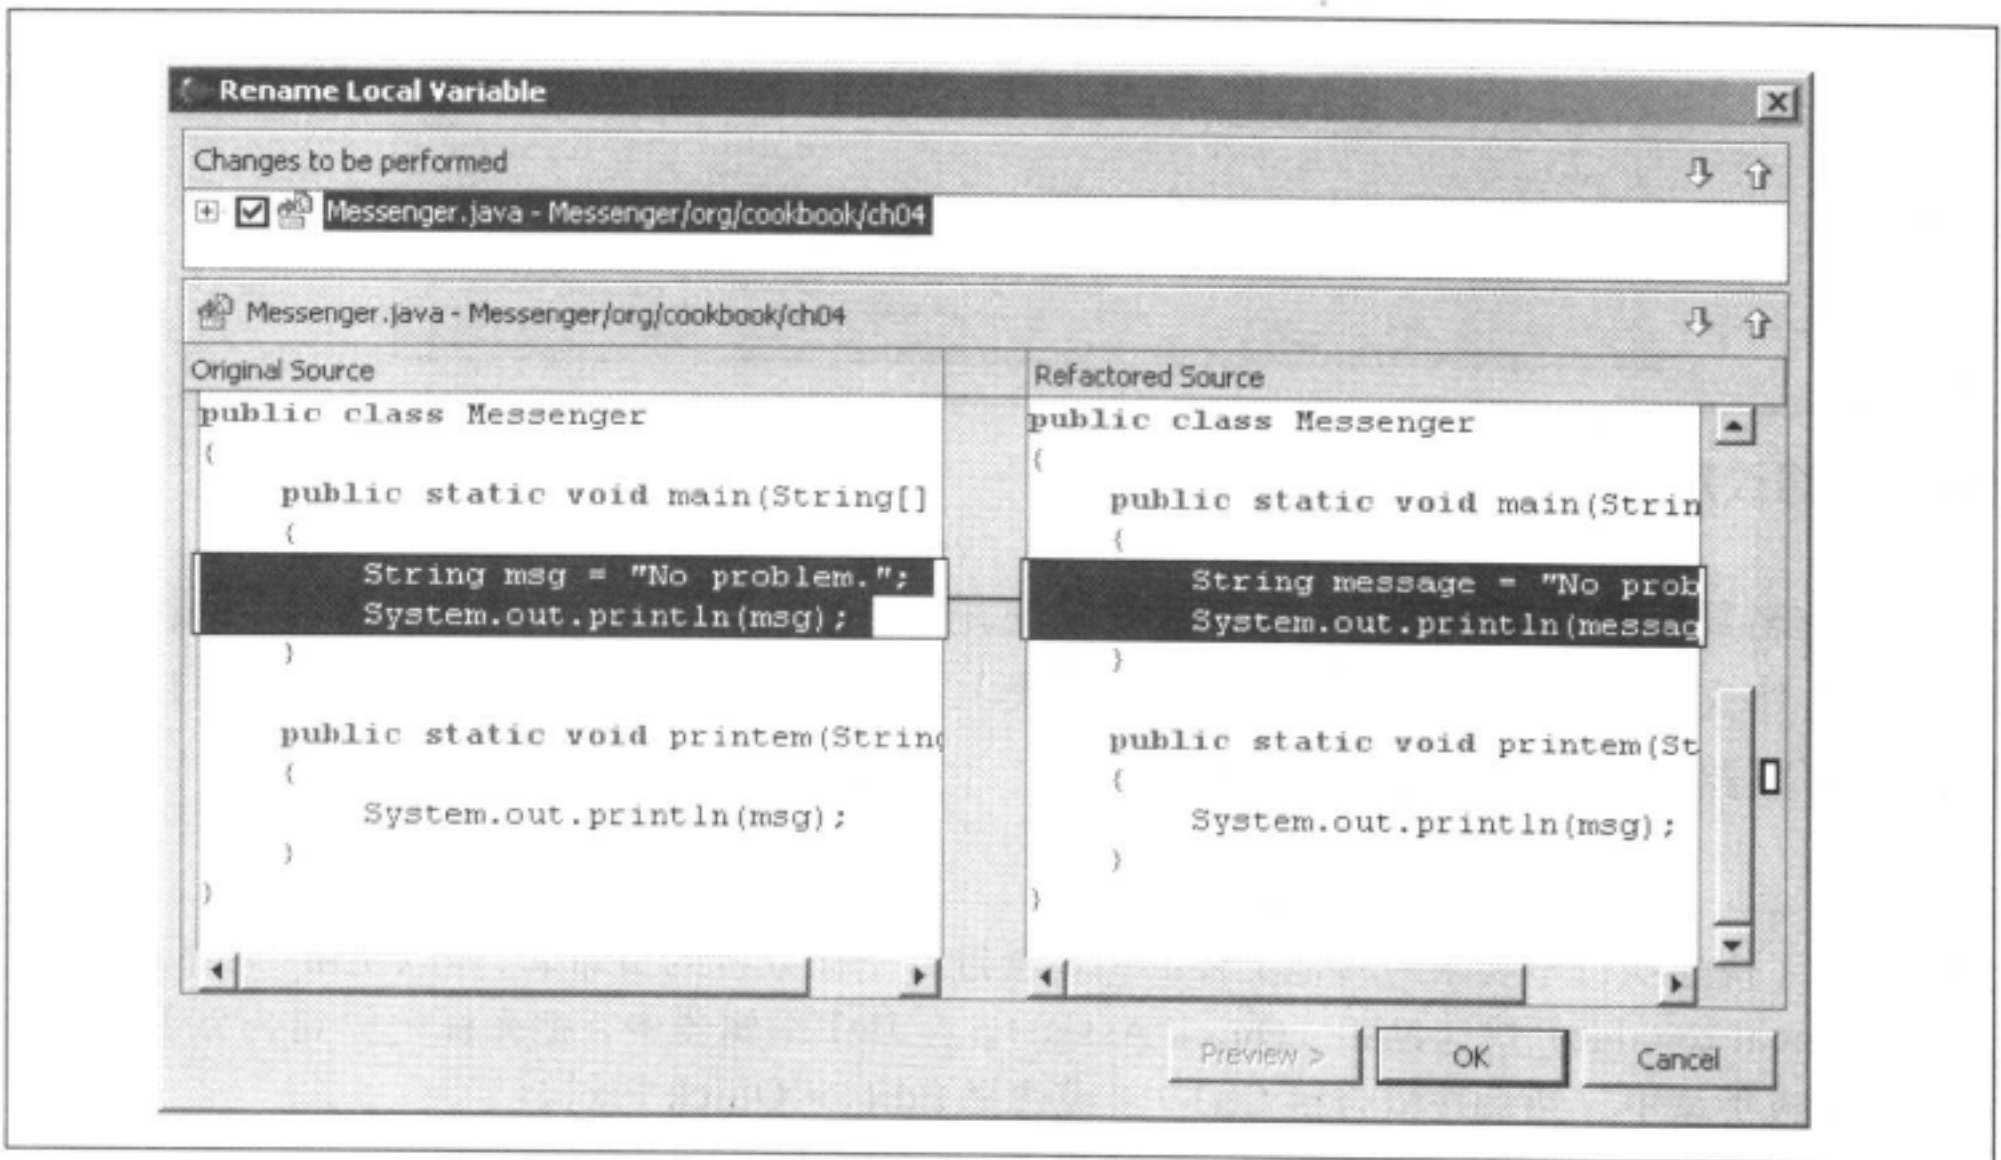 Rename Local Variable
Changes to be performed
Messenger.java - Messenger/org/cookbook/ch04
Messenger.java - Messenger/org/cookbook/ch04
Original Source
public class Messenger
{
public static void main(String[]
{
String msg = "No problem.";
System.out.println(msg);
}
public static void printem(String
{
System.out.println(msg);
}
}
Refactored Source
public class Messenger
{
public static void main(Strin
{
String message = "No prob
System.out.println(messag
}
public static void printem(St
{
System.out.println(msg);
}
}
Preview >
OK
Cancel